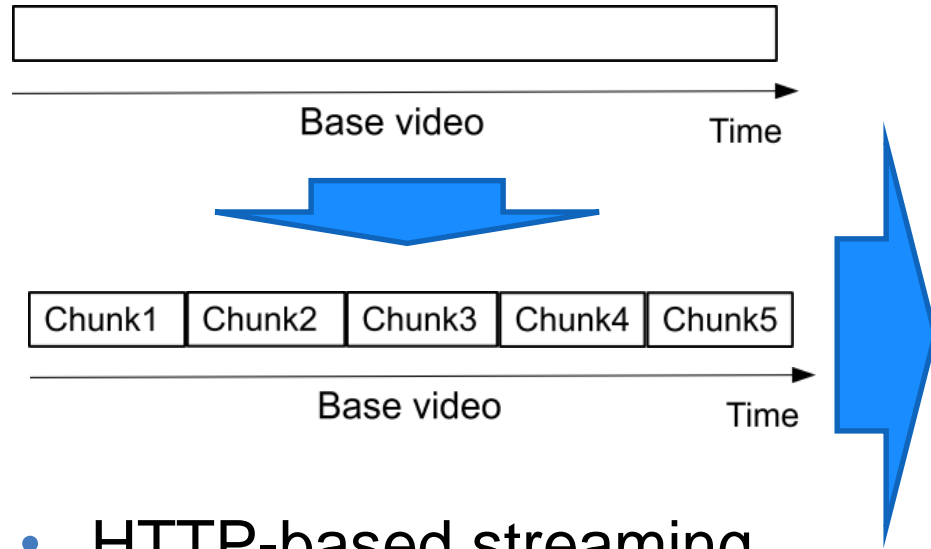 Base video
Time
Chunk1 Chunk2 Chunk3 Chunk4 Chunk5
Base video
Time
• HTTP-based streaming